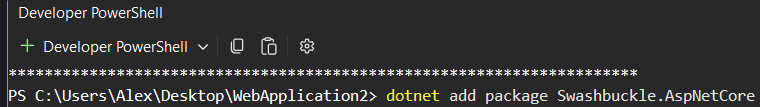 Developer PowerShell
+ Developer PowerShell
***********************************************************************
PS C:\Users\Alex\Desktop\WebApplication2> dotnet add package Swashbuckle.AspNetCore